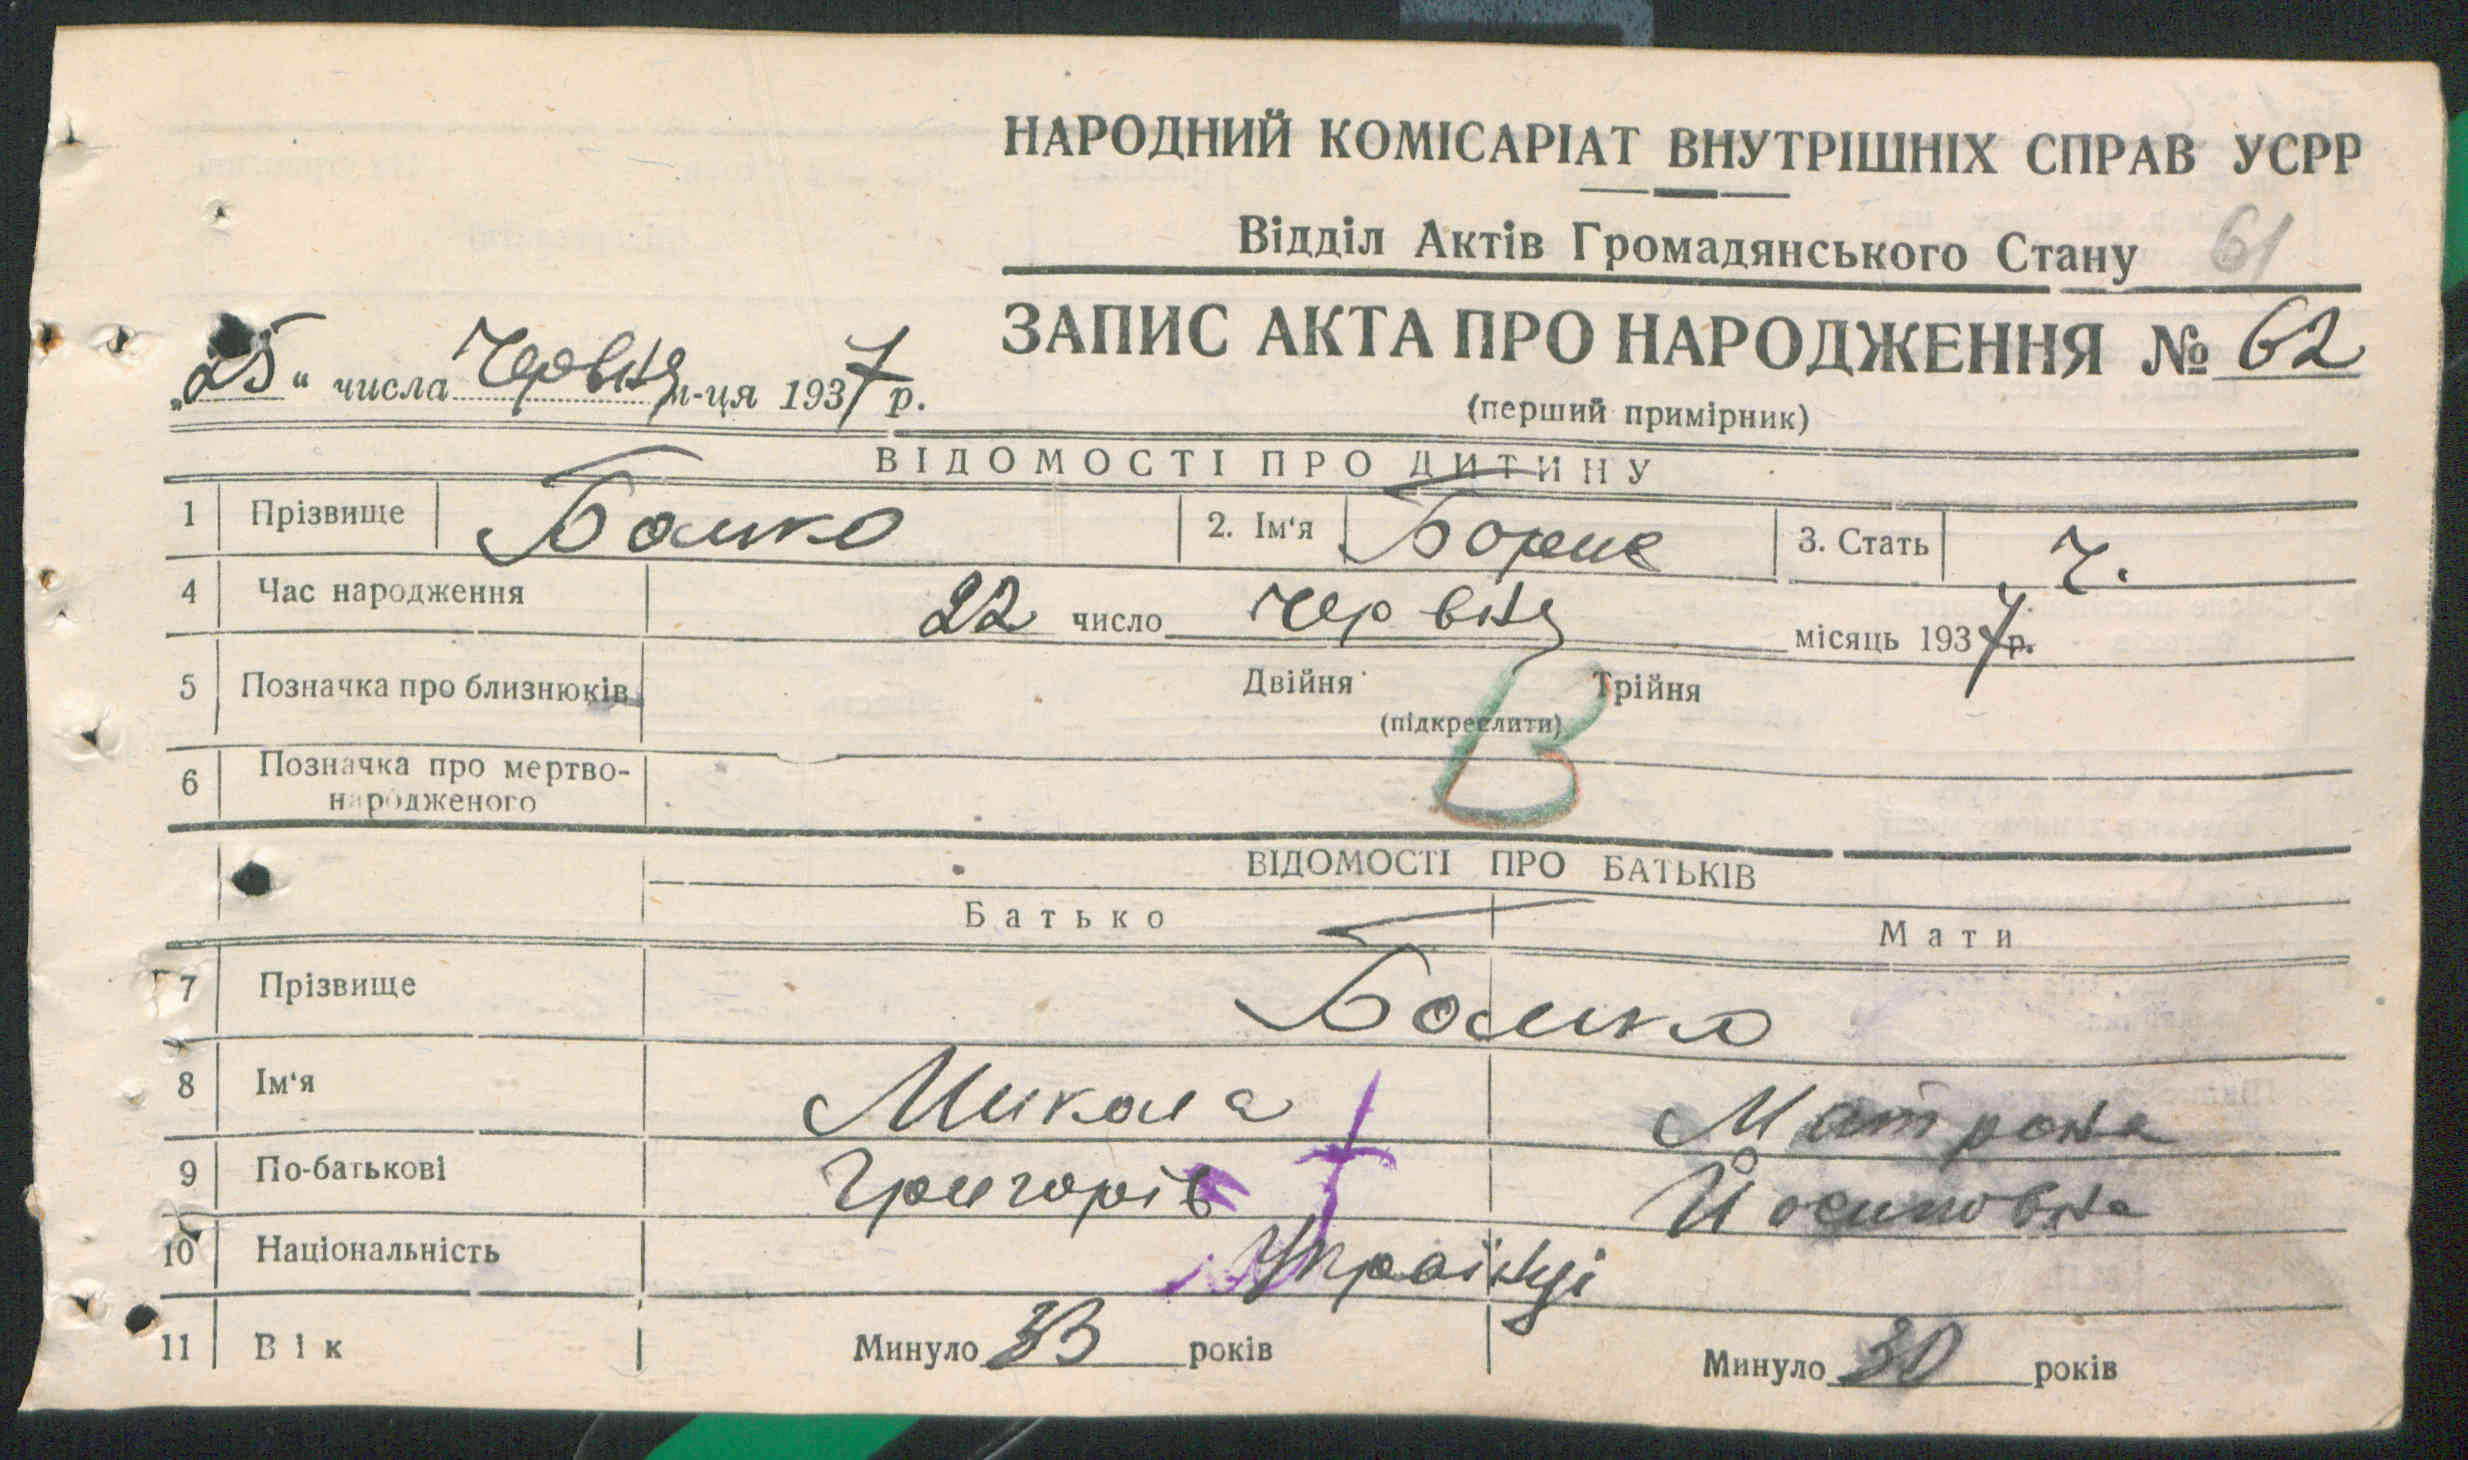 НАРОДНИЙ КОМІСАРІАТ ВНУТРІШНІХ СПРАВ УСРР
Відділ Актів Громадянського Стану 61
ЗАПИС АКТА ПРО НАРОДЖЕННЯ № 62
(перший примірник)
„25“ числа Червня м-ця 1937 р.
ВІДОМОСТІ ПРО ДИТИНУ
1 Прізвище Бошко 2. Ім'я Борис 3. Стать Ч.
4 Час народження 22 число червня місяць 1937 р.
5 Позначка про близнюків Двійня Трійня
(підкреслити)
В
6 Позначка про мертво-
народженого
ВІДОМОСТІ ПРО БАТЬКІВ
Батько Мати
7 Прізвище Бошко
8 Ім'я Микола Матрона
9 По-батькові Григорів Йосиповна
10 Національність Українці
11 Вік Минуло 33 років Минуло 30 років